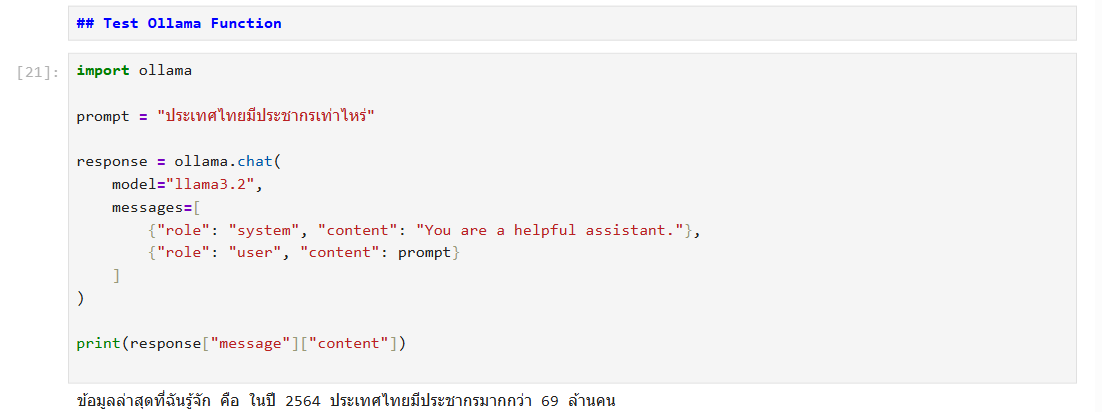 ## Test Ollama Function
[21]:
import ollama
prompt = "ประเทศไทยมีประชากรเท่าไหร่"
response = ollama.chat(
    model="llama3.2",
    messages=[
        {"role": "system", "content": "You are a helpful assistant."},
        {"role": "user", "content": prompt}
    ]
)
print(response["message"]["content"])
ข้อมูลล่าสุดที่ฉันรู้จัก คือ ในปี 2564 ประเทศไทยมีประชากรมากกว่า 69 ล้านคน